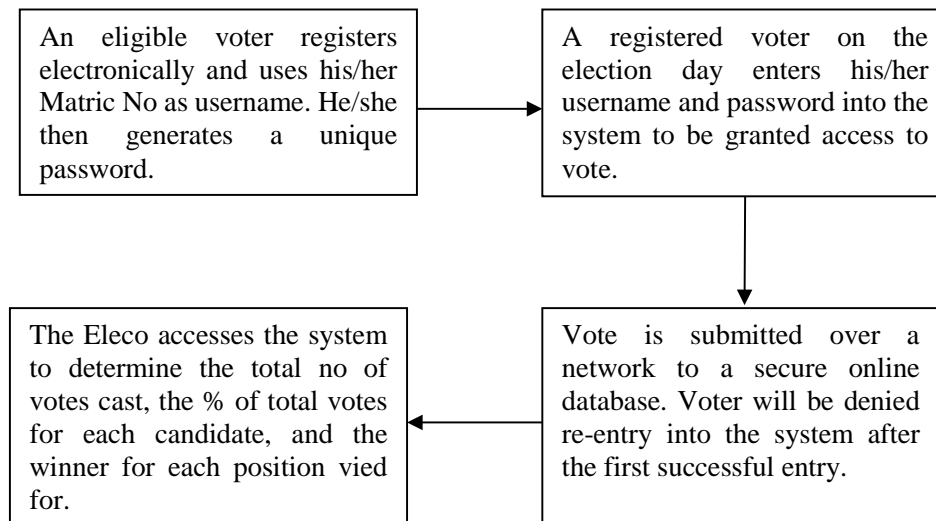 An eligible voter registers
electronically and uses his/her
Matric No as username. He/she
then generates a unique
password.
A registered voter on the
election day enters his/her
username and password into the
system to be granted access to
vote.
Vote is submitted over a
network to a secure online
database. Voter will be denied
re-entry into the system after
the first successful entry.
The Eleco accesses the system
to determine the total no of
votes cast, the % of total votes
for each candidate, and the
winner for each position vied
for.